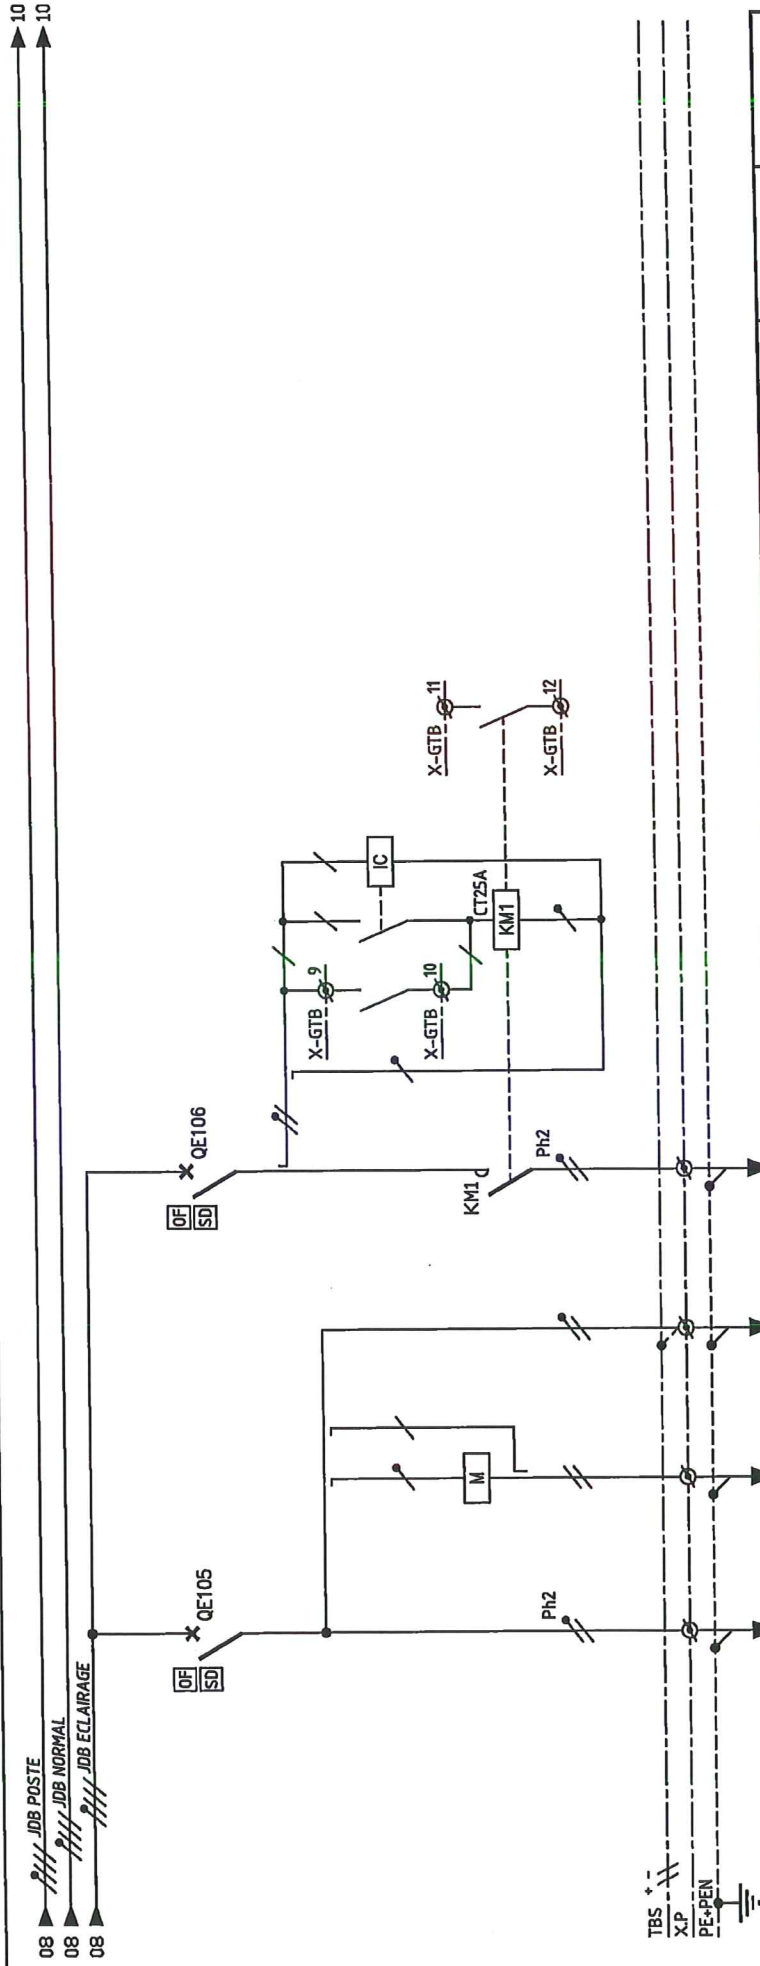 08 JDB POSTE 10
08 JDB NORMAL 10
08 JDB ECLAIRAGE
OF
SD
QE105
OF
SD
QE106
M
Ph2
KM1
Ph2
X-GTB 9
X-GTB 10
IC
CT25A
KM1
X-GTB 11
X-GTB 12
TBS + -
X.P
PE+PEN